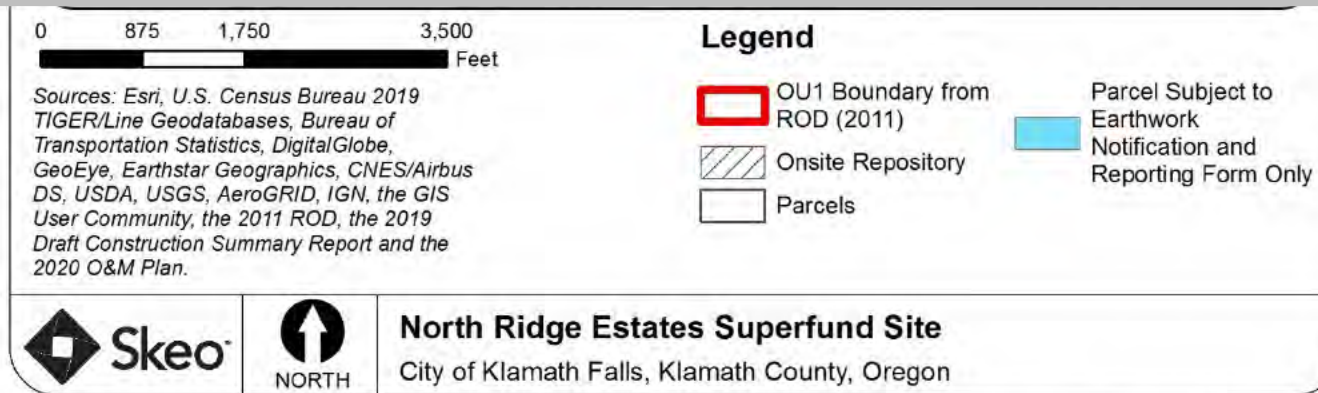 0 875 1,750 3,500
Feet
Sources: Esri, U.S. Census Bureau 2019
TIGER/Line Geodatabases, Bureau of
Transportation Statistics, DigitalGlobe,
GeoEye, Earthstar Geographics, CNES/Airbus
DS, USDA, USGS, AeroGRID, IGN, the GIS
User Community, the 2011 ROD, the 2019
Draft Construction Summary Report and the
2020 O&M Plan.
Legend
OU1 Boundary from
ROD (2011)
Onsite Repository
Parcels
Parcel Subject to
Earthwork
Notification and
Reporting Form Only
Skeo
NORTH
North Ridge Estates Superfund Site
City of Klamath Falls, Klamath County, Oregon